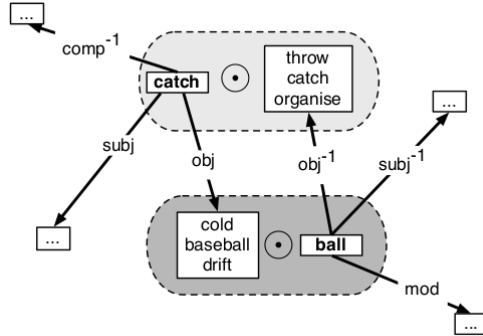 ...
comp-1
throw
catch
organise
catch
...
subj
obj
obj-1
subj-1
...
cold
baseball
drift
ball
mod
...